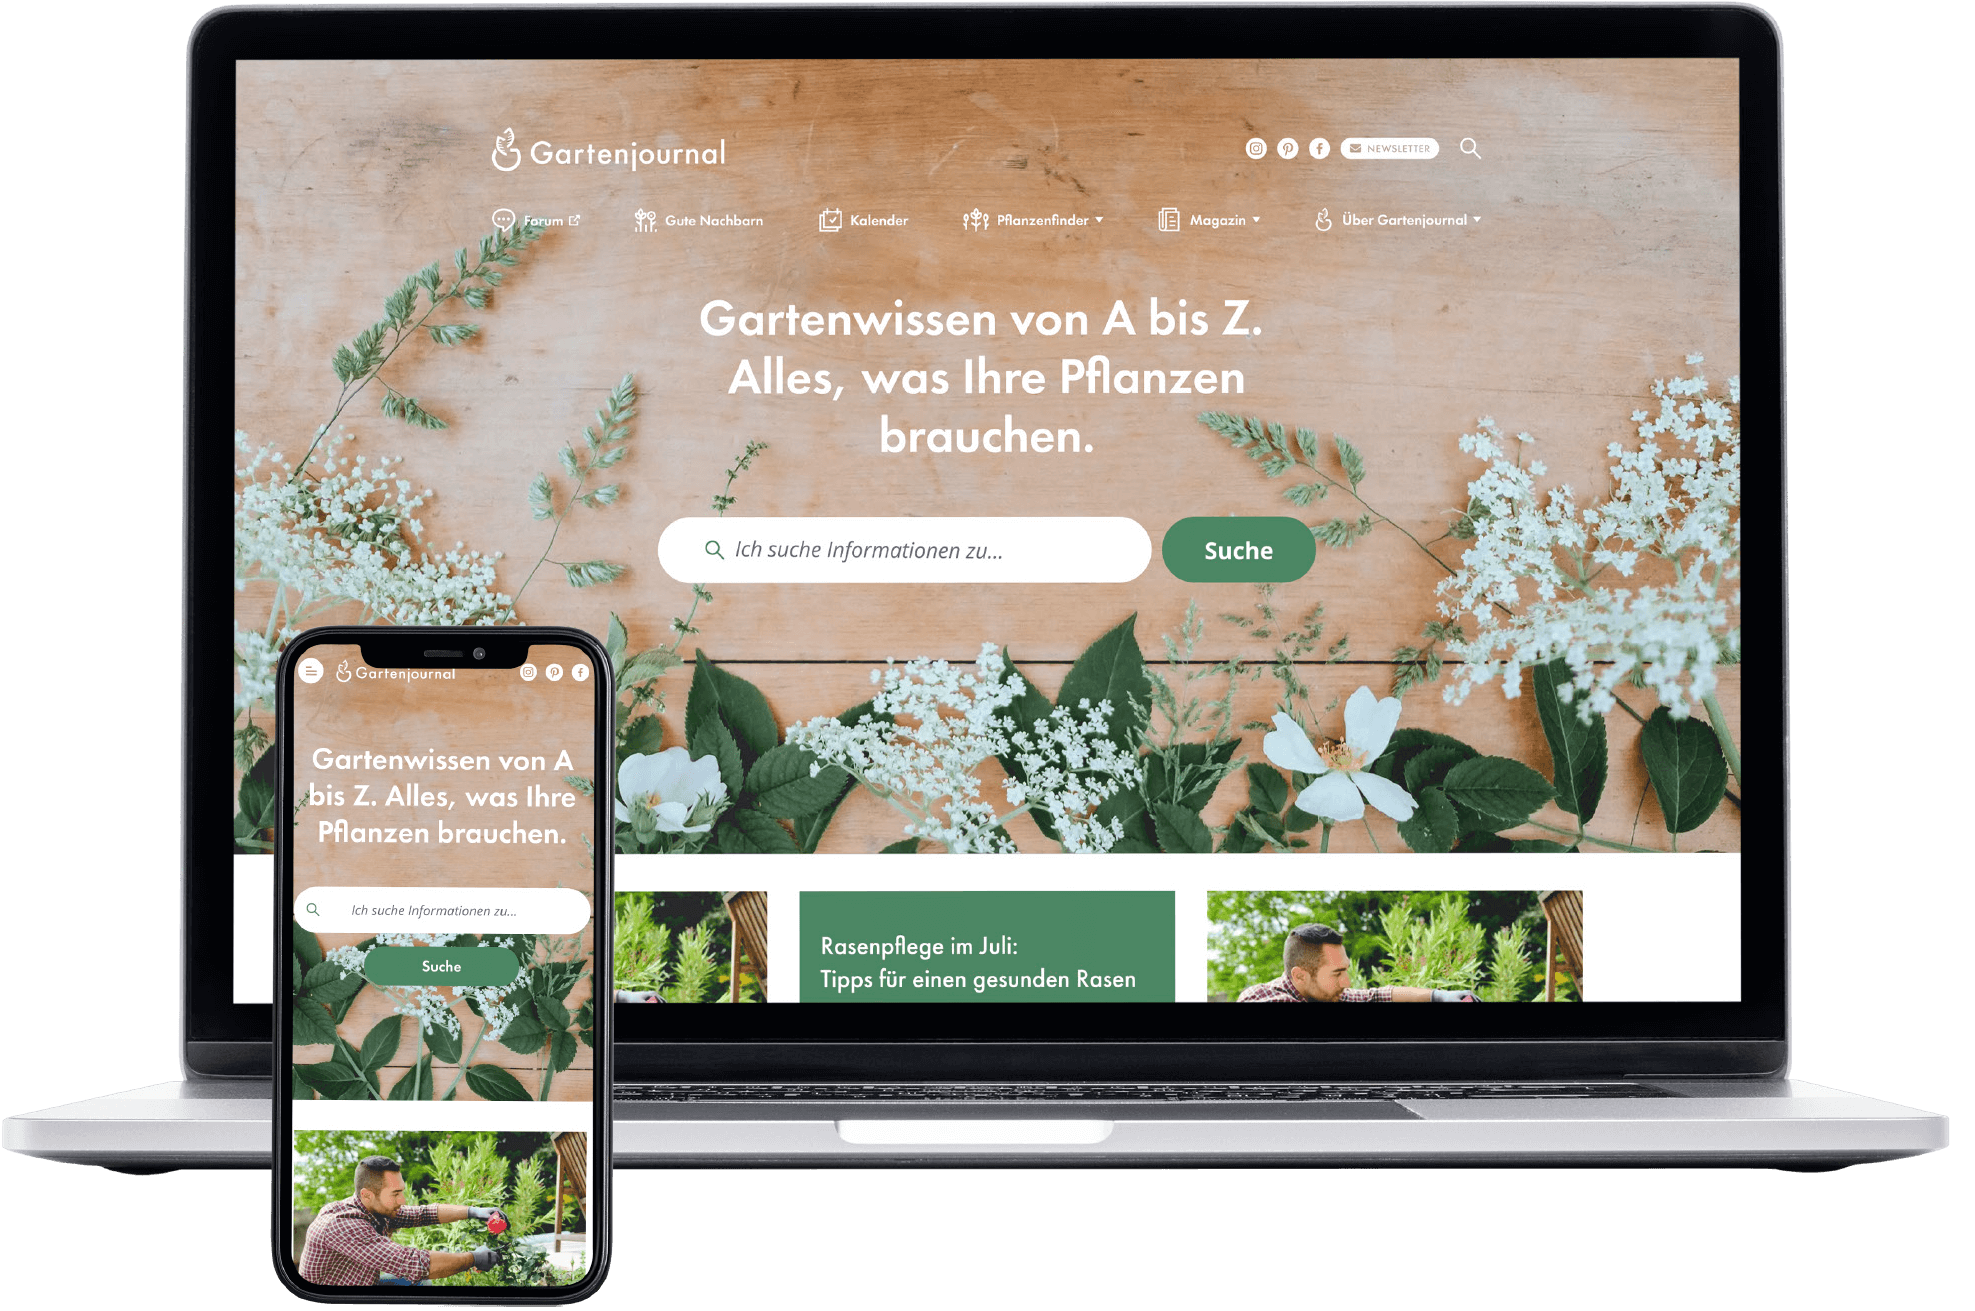 Gartenjournal
NEWSLETTER
Forum
Gute Nachbarn
Kalender
Pflanzenfinder
Magazin
Über Gartenjournal
Gartenwissen von A bis Z.
Alles, was Ihre Pflanzen
brauchen.
Ich suche Informationen zu...
Suche
Rasenpflege im Juli:
Tipps für einen gesunden Rasen
Gartenjournal
Gartenwissen von A
bis Z. Alles, was Ihre
Pflanzen brauchen.
Ich suche Informationen zu...
Suche